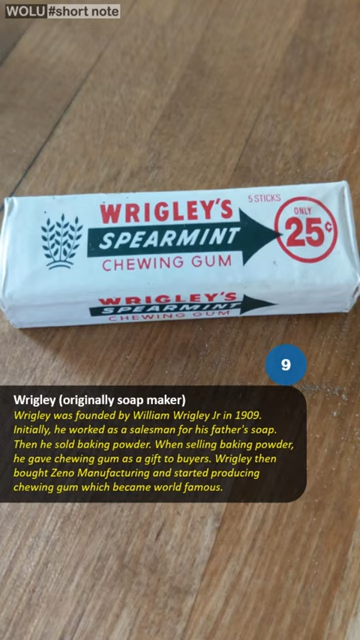 WOLU #short note
5 STICKS
WRIGLEY'S
ONLY
SPEARMINT
25¢
CHEWING GUM
WRIGLEY'S
SPEARMINT
CHEWING GUM
9
Wrigley (originally soap maker)
Wrigley was founded by William Wrigley Jr in 1909.
Initially, he worked as a salesman for his father's soap.
Then he sold baking powder. When selling baking powder,
he gave chewing gum as a gift to buyers. Wrigley then
bought Zeno Manufacturing and started producing
chewing gum which became world famous.